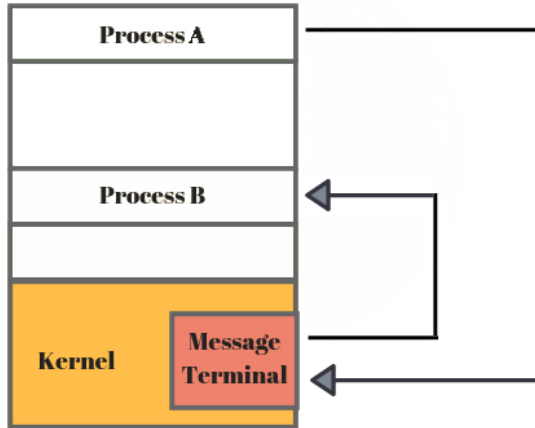 Process A
Process B
Kernel
Message
Terminal